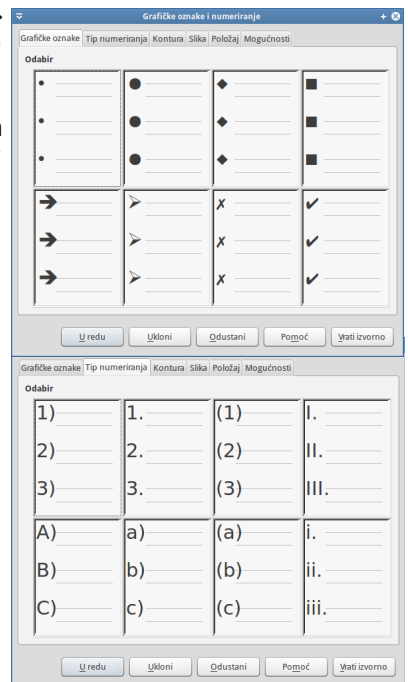 Grafičke oznake i numeriranje
Grafičke oznake Tip numeriranja Kontura Slika Položaj Mogućnosti
Odabir
U redu Ukloni Odustani Pomoć Vrati izvorno
Grafičke oznake Tip numeriranja Kontura Slika Položaj Mogućnosti
Odabir
1) 1. (1) I.
2) 2. (2) II.
3) 3. (3) III.
A) a) (a) i.
B) b) (b) ii.
C) c) (c) iii.
U redu Ukloni Odustani Pomoć Vrati izvorno